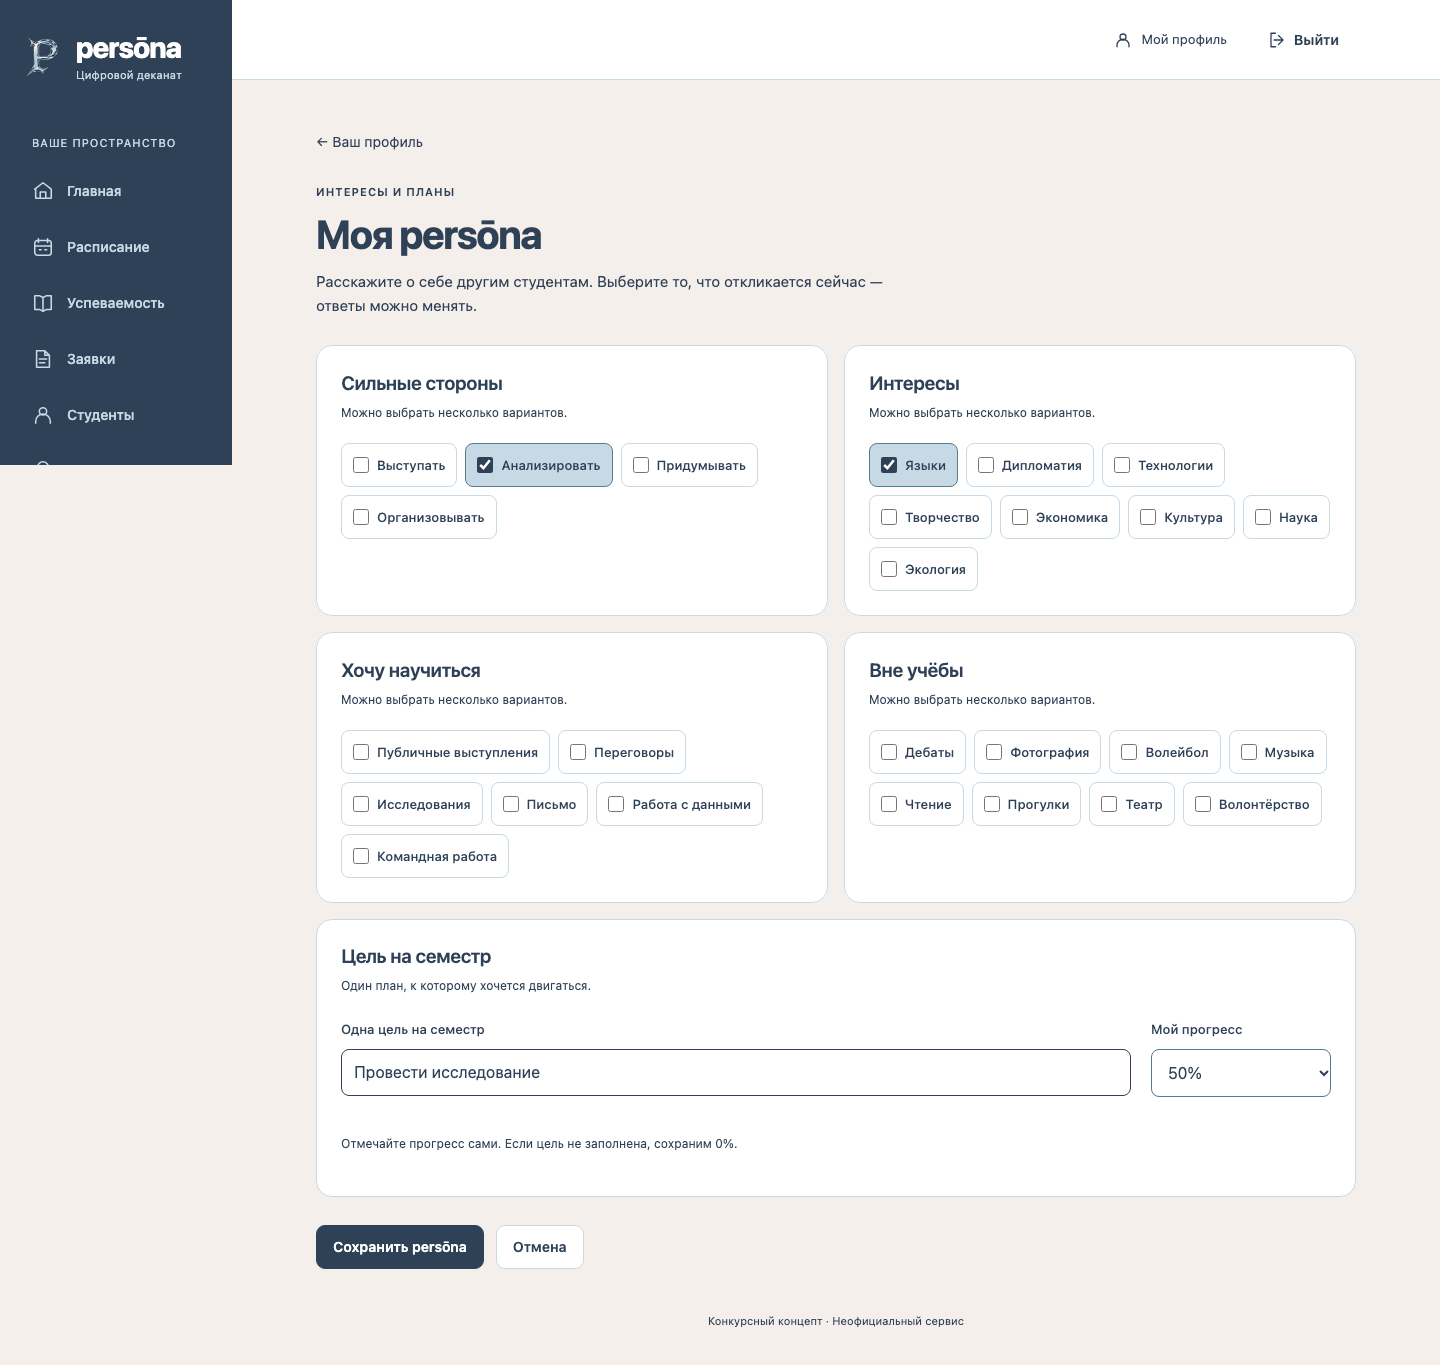 persōna
Цифровой деканат
ВАШЕ ПРОСТРАНСТВО
Главная
Расписание
Успеваемость
Заявки
Студенты
Мой профиль
Выйти
← Ваш профиль
ИНТЕРЕСЫ И ПЛАНЫ
Моя persōna
Расскажите о себе другим студентам. Выберите то, что откликается сейчас —
ответы можно менять.
Сильные стороны
Можно выбрать несколько вариантов.
Выступать
Анализировать
Придумывать
Организовывать
Интересы
Можно выбрать несколько вариантов.
Языки
Дипломатия
Технологии
Творчество
Экономика
Культура
Наука
Экология
Хочу научиться
Можно выбрать несколько вариантов.
Публичные выступления
Переговоры
Исследования
Письмо
Работа с данными
Командная работа
Вне учёбы
Можно выбрать несколько вариантов.
Дебаты
Фотография
Волейбол
Музыка
Чтение
Прогулки
Театр
Волонтёрство
Цель на семестр
Один план, к которому хочется двигаться.
Одна цель на семестр
Мой прогресс
Провести исследование
50%
Отмечайте прогресс сами. Если цель не заполнена, сохраним 0%.
Сохранить persōna
Отмена
Конкурсный концепт · Неофициальный сервис